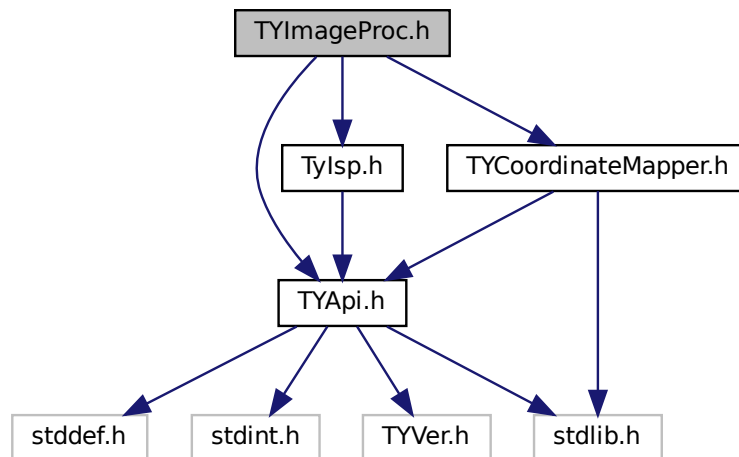 TYImageProc.h
TyIsp.h
TYCoordinateMapper.h
TYApi.h
stddef.h
stdint.h
TYVer.h
stdlib.h